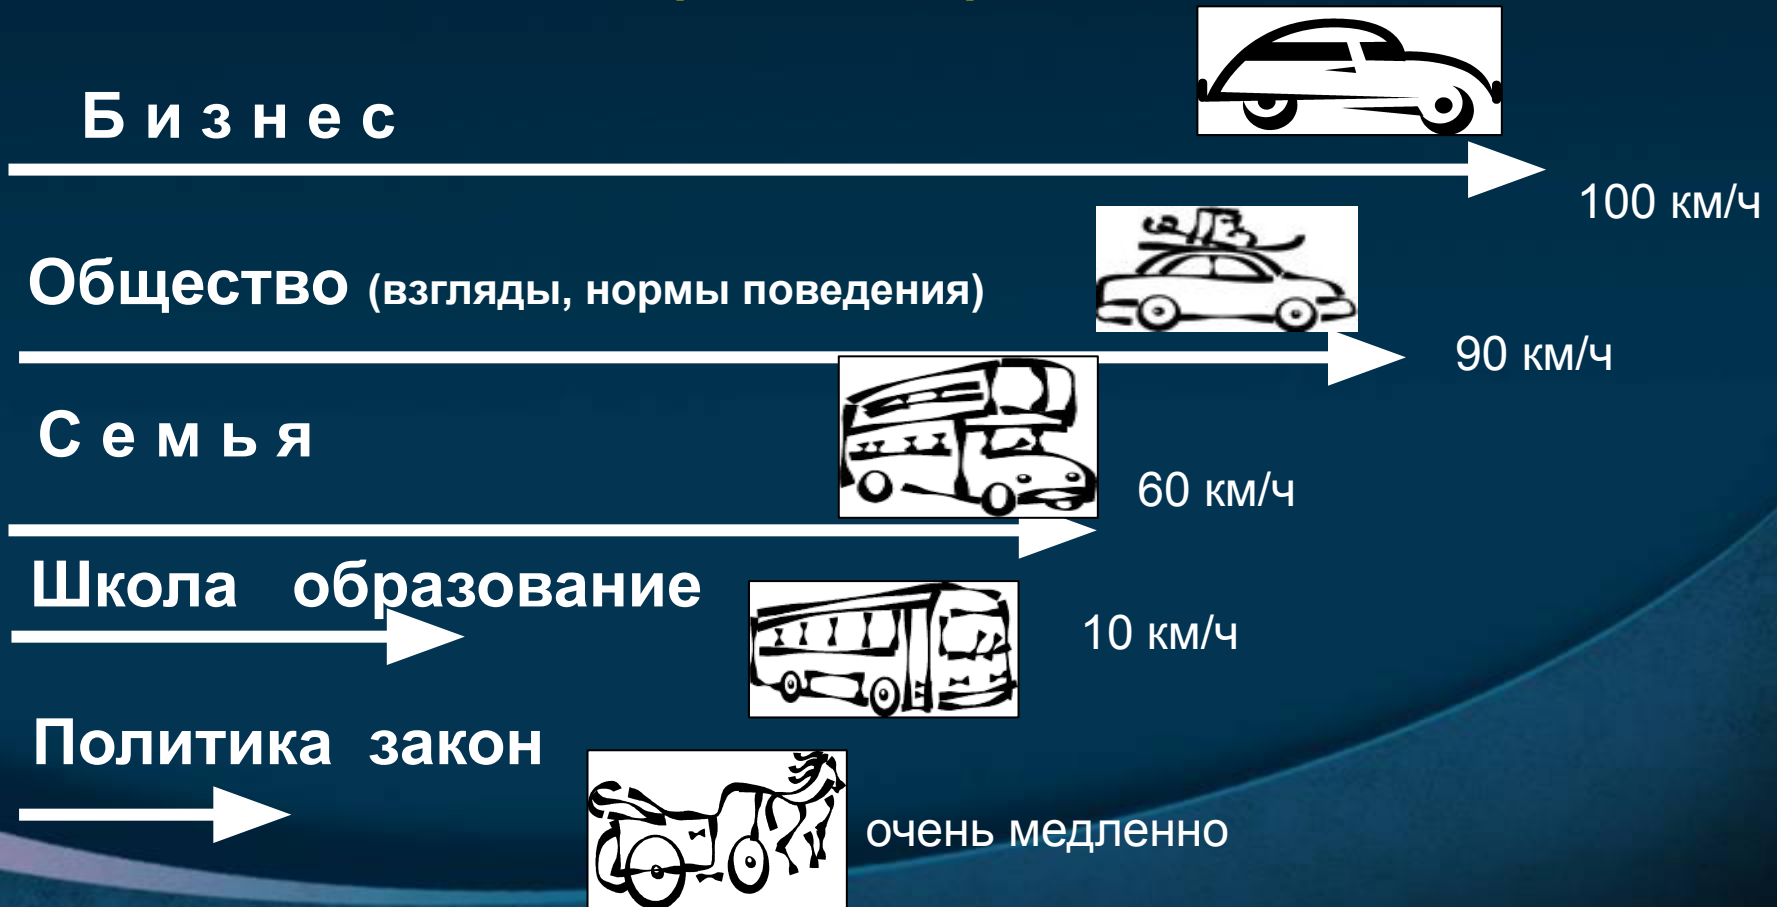 Бизнес
100 км/ч
Общество (взгляды, нормы поведения)
90 км/ч
Семья
60 км/ч
Школа образование
10 км/ч
Политика закон
очень медленно